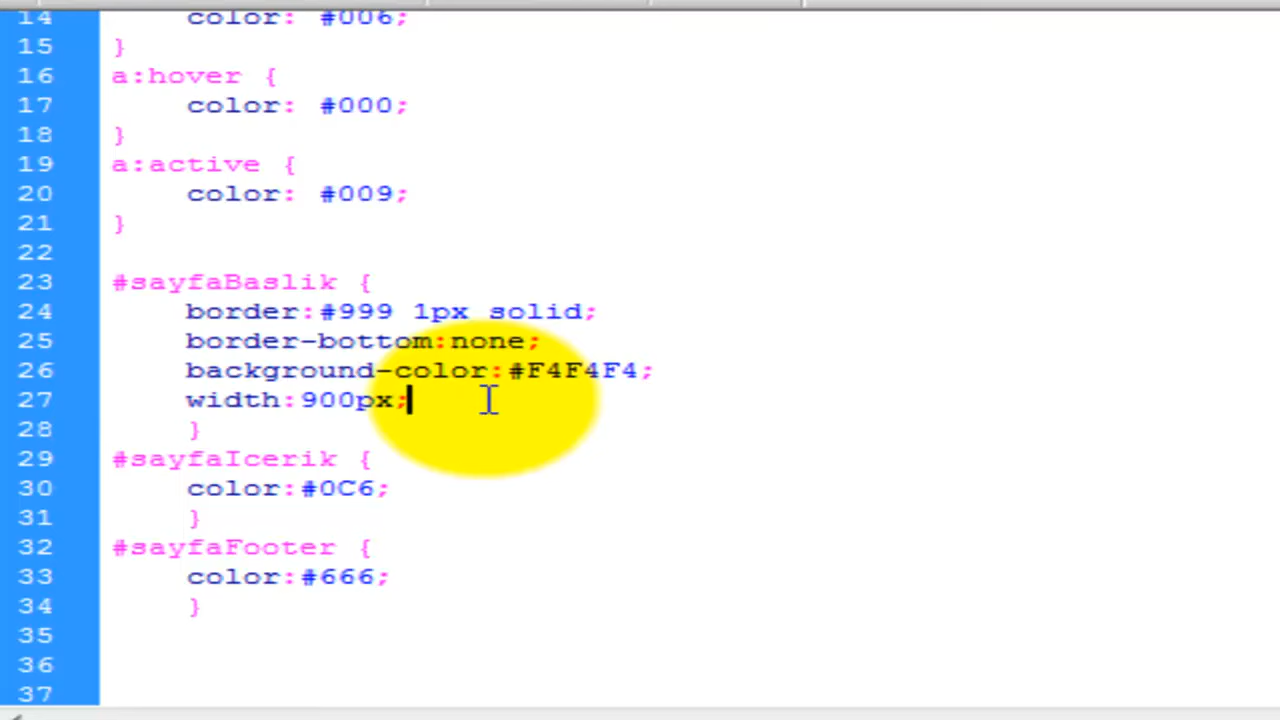 14 color: #006;
15 }
16 a:hover {
17 color: #000;
18 }
19 a:active {
20 color: #009;
21 }
22
23 #sayfaBaslik {
24 border:#999 1px solid;
25 border-bottom:none;
26 background-color:#F4F4F4;
27 width:900px;
28 }
29 #sayfaIcerik {
30 color:#0C6;
31 }
32 #sayfaFooter {
33 color:#666;
34 }
35
36
37